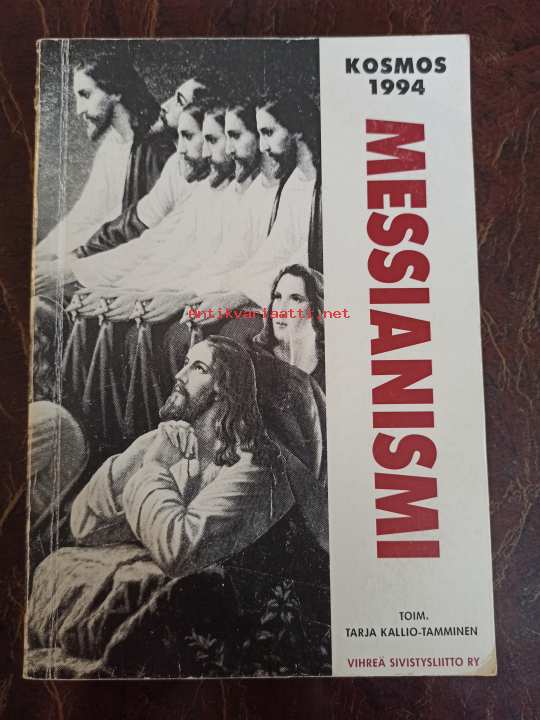 KOSMOS
1994
MESSIANISMI
Antikvariaatti.net
TOIM.
TARJA KALLIO-TAMMINEN
VIHREÄ SIVISTYSLIITTO RY